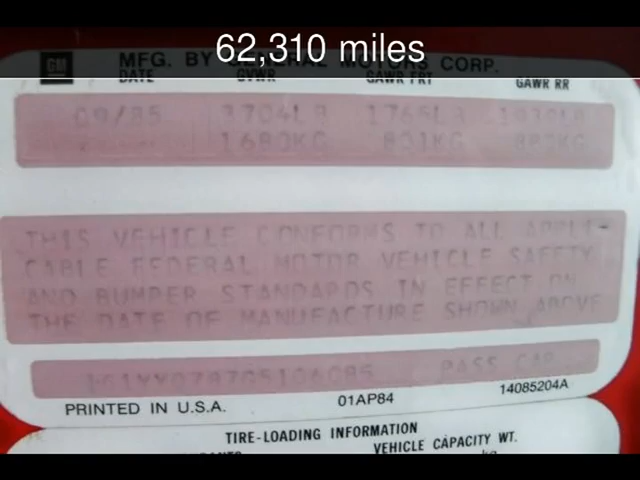 62,310 miles
GM MFG. BY GENERAL MOTORS CORP.
DATE GVWR GAWR FRT GAWR RR
09/85 3704LB 1766LB
1680KG 801KG
THIS VEHICLE CONFORMS TO ALL APPLI-
CABLE FEDERAL MOTOR VEHICLE SAFETY
AND BUMPER STANDARDS IN EFFECT ON
THE DATE OF MANUFACTURE SHOWN ABOVE
PASS CAR
PRINTED IN U.S.A. 01AP84 14085204A
TIRE-LOADING INFORMATION
VEHICLE CAPACITY WT.
kg